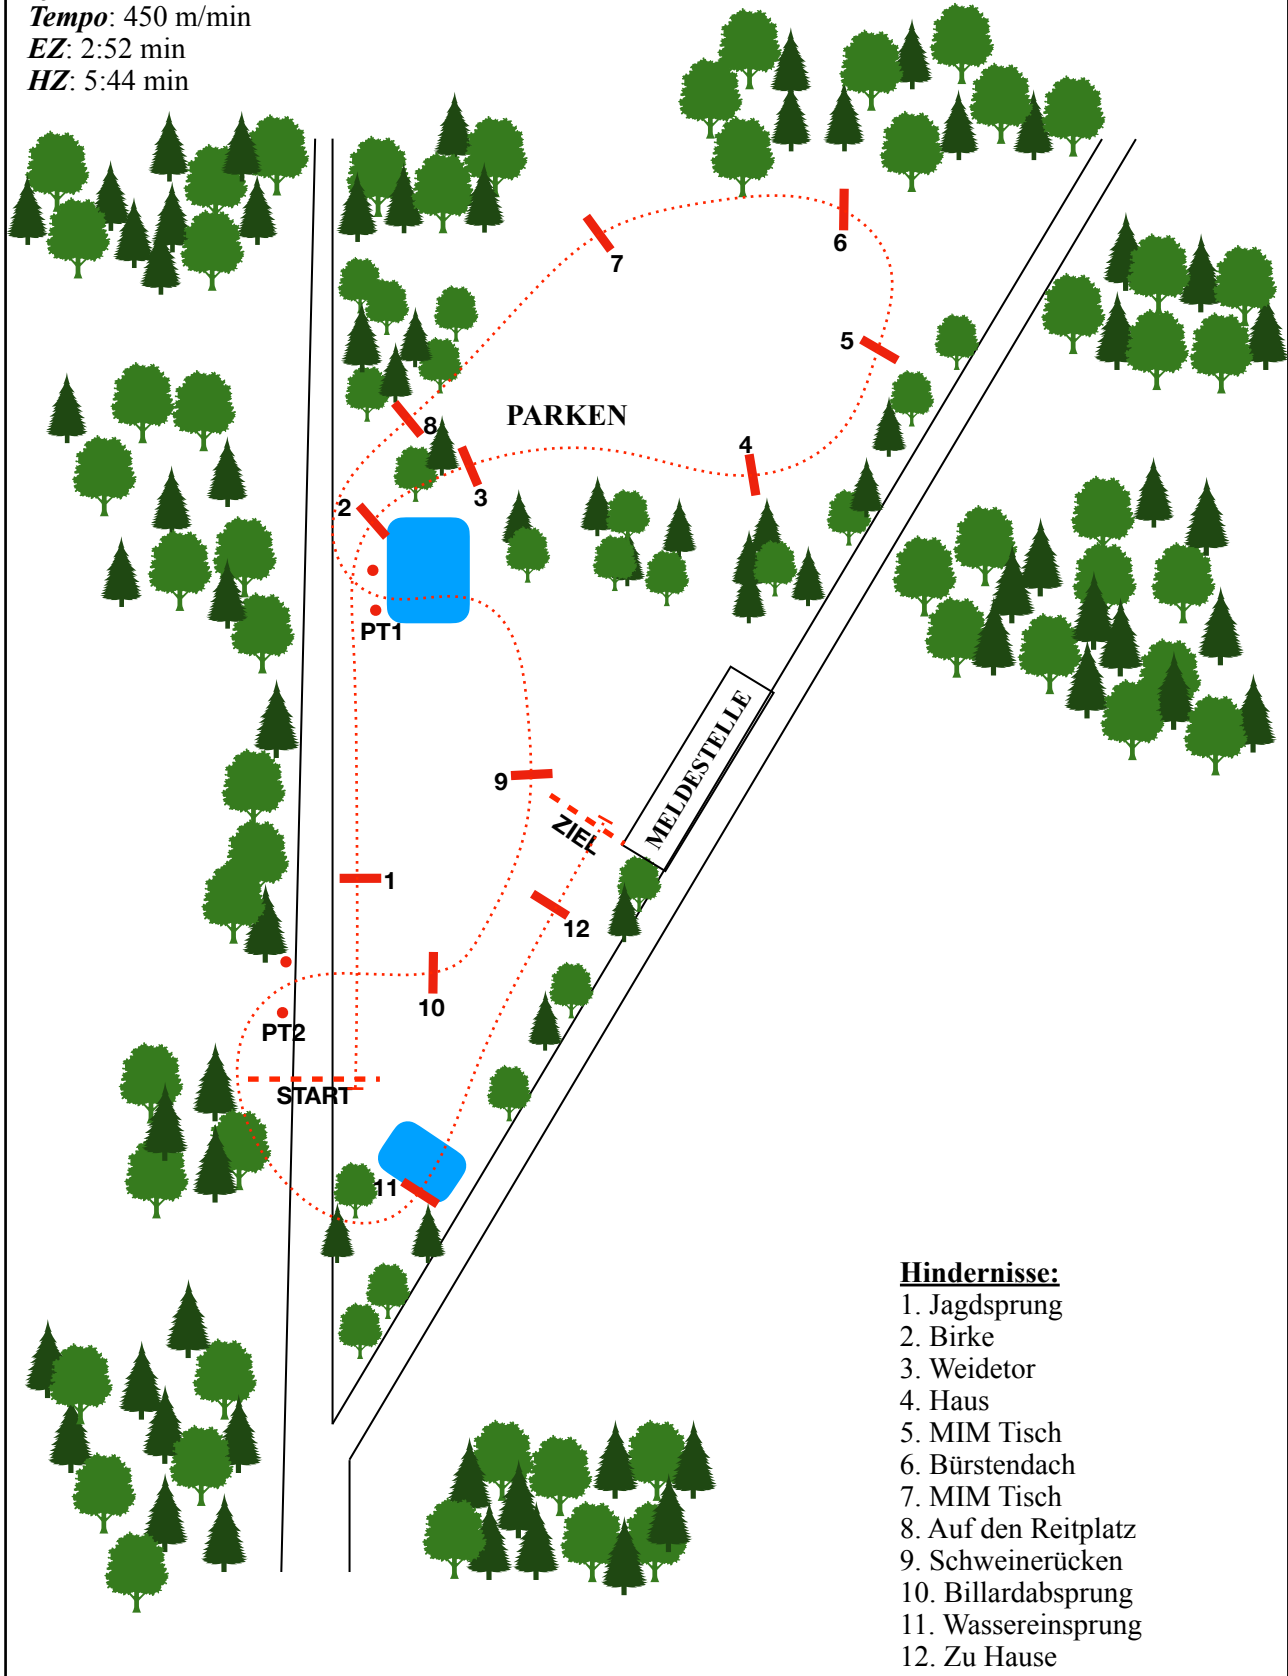 Tempo: 450 m/min
EZ: 2:52 min
HZ: 5:44 min
6
7
5
PARKEN
8
4
3
2
PT1
MELDESTELLE
9
ZIEL
1
12
10
PT2
START
11
Hindernisse:
1. Jagdsprung
2. Birke
3. Weidetor
4. Haus
5. MIM Tisch
6. Bürstendach
7. MIM Tisch
8. Auf den Reitplatz
9. Schweinerücken
10. Billardabsprung
11. Wassereinsprung
12. Zu Hause